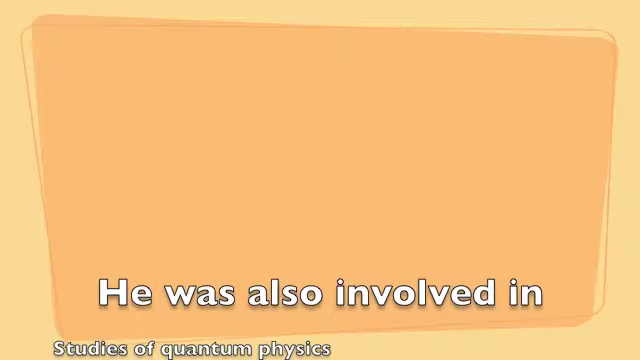 He was also involved in
Studies of quantum physics